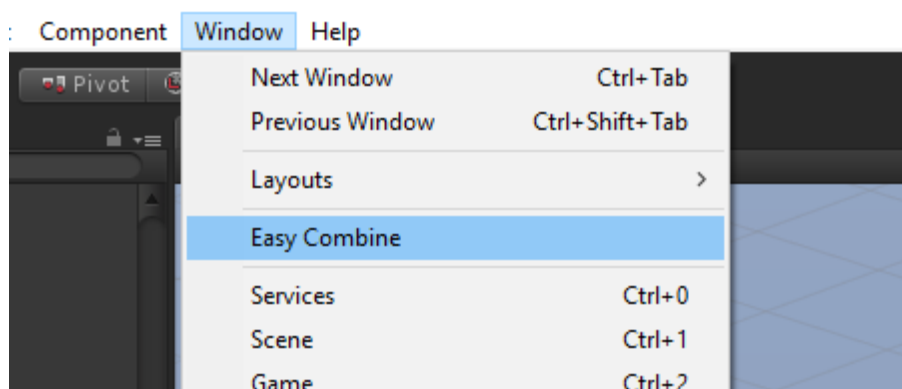 Component Window Help
Pivot
Next Window Ctrl+Tab
Previous Window Ctrl+Shift+Tab
Layouts >
Easy Combine
Services Ctrl+0
Scene Ctrl+1
Game Ctrl+2